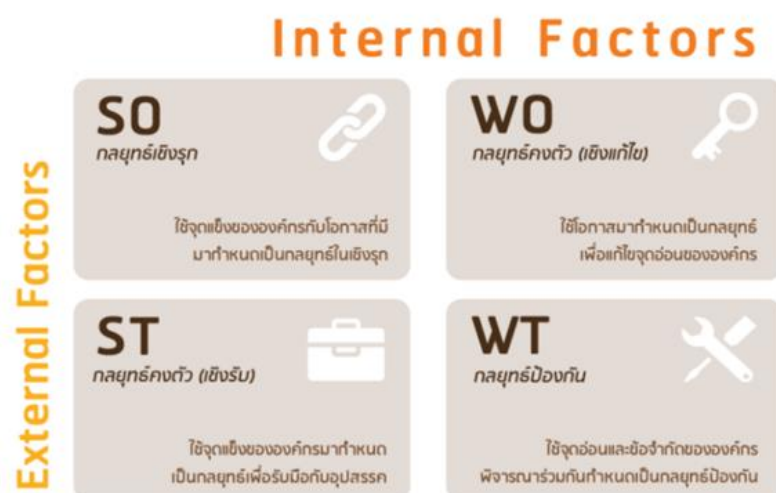 Internal Factors
External Factors
SO
กลยุทธ์เชิงรุก
ใช้จุดแข็งขององค์กรกับโอกาสที่มี
มากำหนดเป็นกลยุทธ์ในเชิงรุก
WO
กลยุทธ์คงตัว (เชิงแก้ไข)
ใช้โอกาสมากำหนดเป็นกลยุทธ์
เพื่อแก้ไขจุดอ่อนขององค์กร
ST
กลยุทธ์คงตัว (เชิงรับ)
ใช้จุดแข็งขององค์กรมากำหนด
เป็นกลยุทธ์เพื่อรับมือกับอุปสรรค
WT
กลยุทธ์ป้องกัน
ใช้จุดอ่อนและข้อจำกัดขององค์กร
พิจารณาร่วมกันกำหนดเป็นกลยุทธ์ป้องกัน